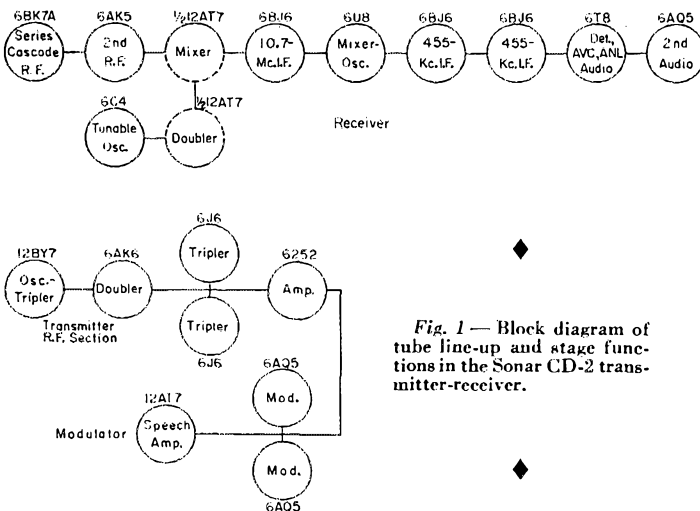 6BK7A
Series
Cascode
R.F.
6AK5
2nd
R.F.
½12AT7
Mixer
6BJ6
10.7-
Mc.I.F.
6U8
Mixer-
Osc.
6BJ6
455-
Kc.I.F.
6BJ6
455-
Kc.I.F.
6T8
Det.,
AVC,ANL
Audio
6AQ5
2nd
Audio
6C4
Tunable
Osc.
½12AT7
Doubler
Receiver
12BY7
Osc.-
Tripler
6AK6
Doubler
6J6
Tripler
Tripler
6J6
6252
Amp.
Transmitter
R.F. Section
Modulator
12AT7
Speech
Amp.
6AQ5
Mod.
Mod.
6AQ5
Fig. 1 — Block diagram of
tube line-up and stage func-
tions in the Sonar CD-2 trans-
mitter-receiver.